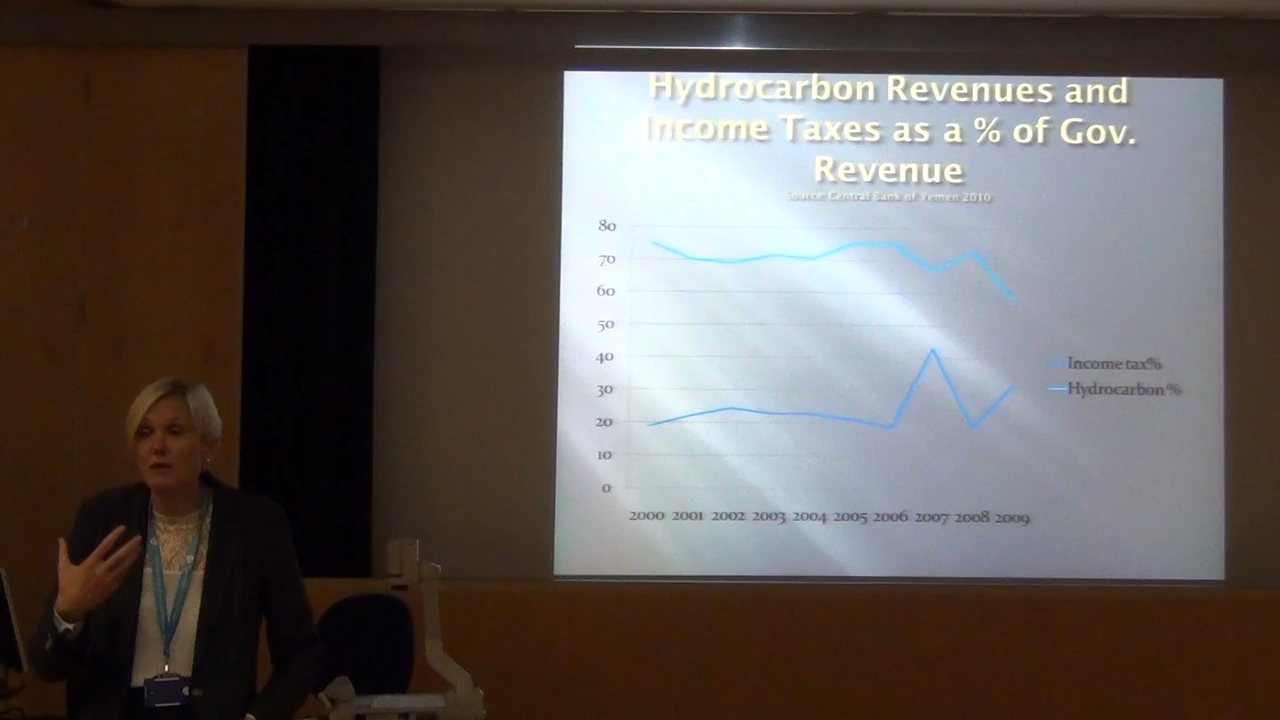 Hydrocarbon Revenues and
Income Taxes as a % of Gov.
Revenue
Source Central Bank of Yemen 2010
80
70
60
50
40
30
20
10
0
2000 2001 2002 2003 2004 2005 2006 2007 2008 2009
Income tax%
Hydrocarbon %